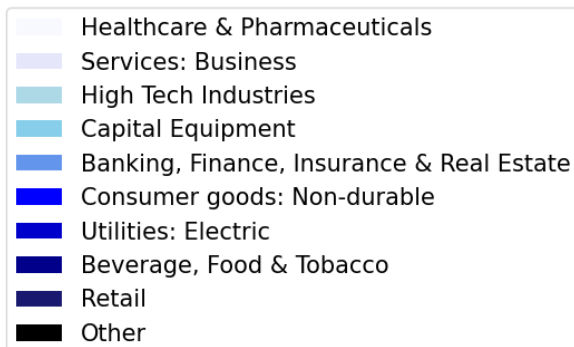 Healthcare & Pharmaceuticals
Services: Business
High Tech Industries
Capital Equipment
Banking, Finance, Insurance & Real Estate
Consumer goods: Non-durable
Utilities: Electric
Beverage, Food & Tobacco
Retail
Other